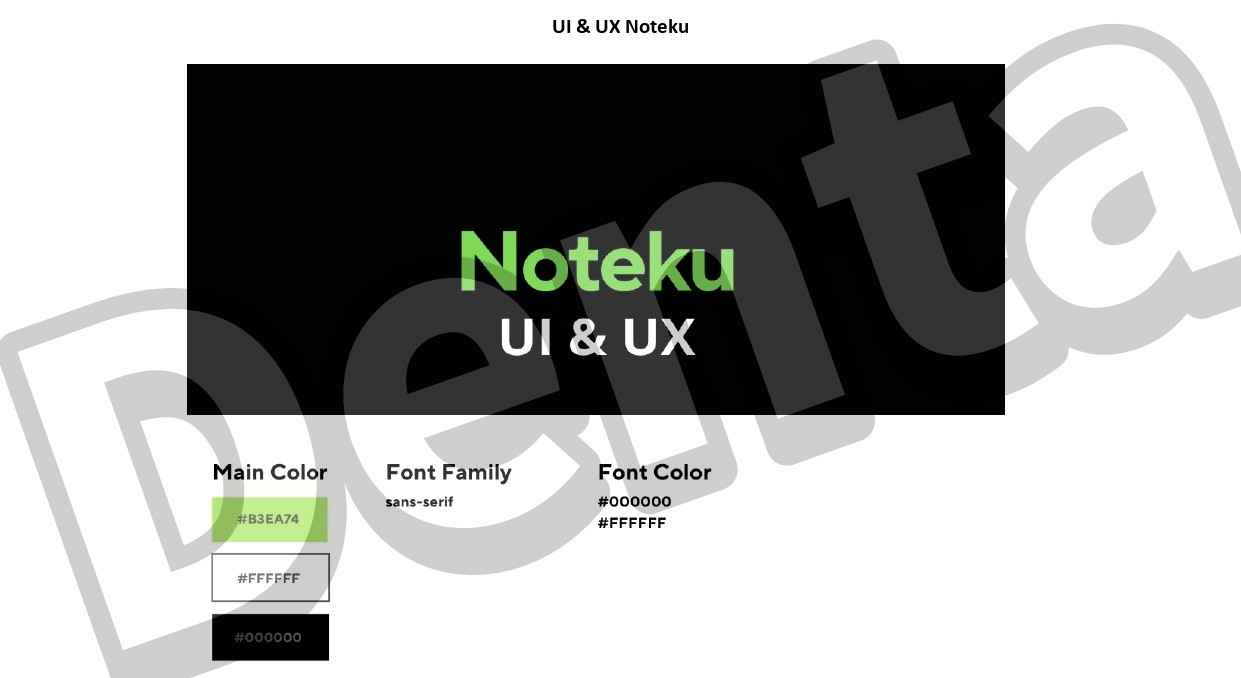 UI & UX Noteku
Noteku
UI & UX
Main Color
Font Family
Font Color
#B3EA74
sans-serif
#000000
#FFFFFF
#FFFFFF
#000000
Denta